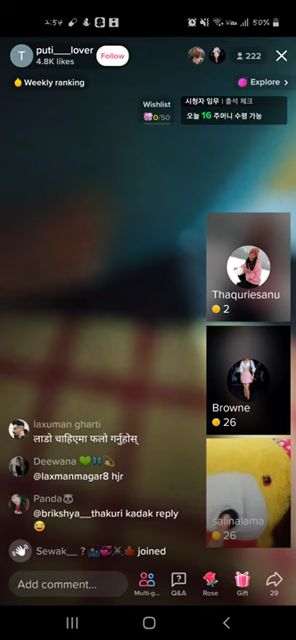 2:54
50%
T
puti___lover
4.8K likes
Follow
222
Weekly ranking
Explore >
Wishlist
0/50
시청자 임무 | 출석 체크
오늘 16 주머니 수령 가능
Thaquriesanu
2
Browne
26
salinalama
26
laxuman gharti
लाडो चाहिएमा फलो गर्नुहोस्
Deewana
@laxmanmagar8 hjr
Panda🐼
@brikshya__thakuri kadak reply
😂
Sewak__ ? joined
Add comment...
Multi-g...
Q&A
Rose
Gift
29